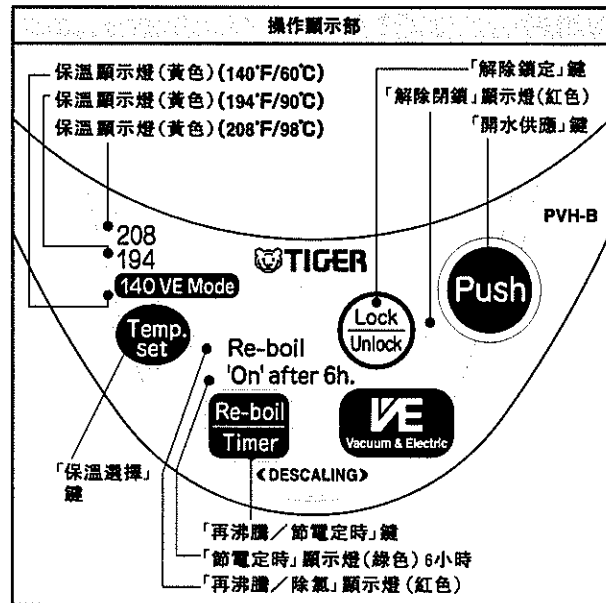 操作顯示部
保溫顯示燈(黃色)(140°F/60℃)
保溫顯示燈(黃色)(194°F/90℃)
保溫顯示燈(黃色)(208°F/98℃)
「解除鎖定」鍵
「解除閉鎖」顯示燈(紅色)
「開水供應」鍵
PVH-B
208
194
140 VE Mode
TIGER
Push
Lock
Unlock
Temp.
set
Re-boil
'On' after 6h.
Re-boil
Timer
VE
Vacuum & Electric
《DESCALING》
「保溫選擇」
鍵
「再沸騰／節電定時」鍵
「節電定時」顯示燈(綠色) 6小時
「再沸騰／除氯」顯示燈(紅色)